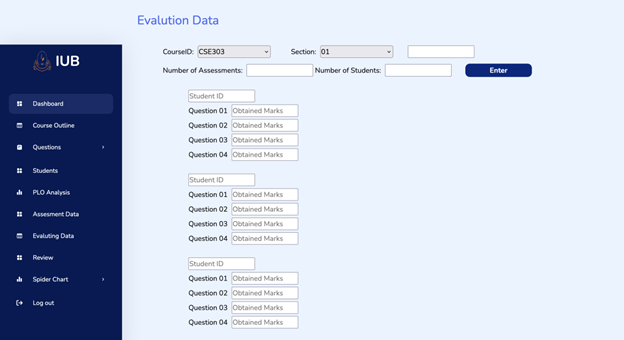 Evalution Data
IUB
CourseID: CSE303 Section: 01
Number of Assessments: Number of Students: Enter
Dashboard
Course Outline
Questions
Students
PLO Analysis
Assesment Data
Evaluting Data
Review
Spider Chart
Log out
Student ID
Question 01 Obtained Marks
Question 02 Obtained Marks
Question 03 Obtained Marks
Question 04 Obtained Marks
Student ID
Question 01 Obtained Marks
Question 02 Obtained Marks
Question 03 Obtained Marks
Question 04 Obtained Marks
Student ID
Question 01 Obtained Marks
Question 02 Obtained Marks
Question 03 Obtained Marks
Question 04 Obtained Marks